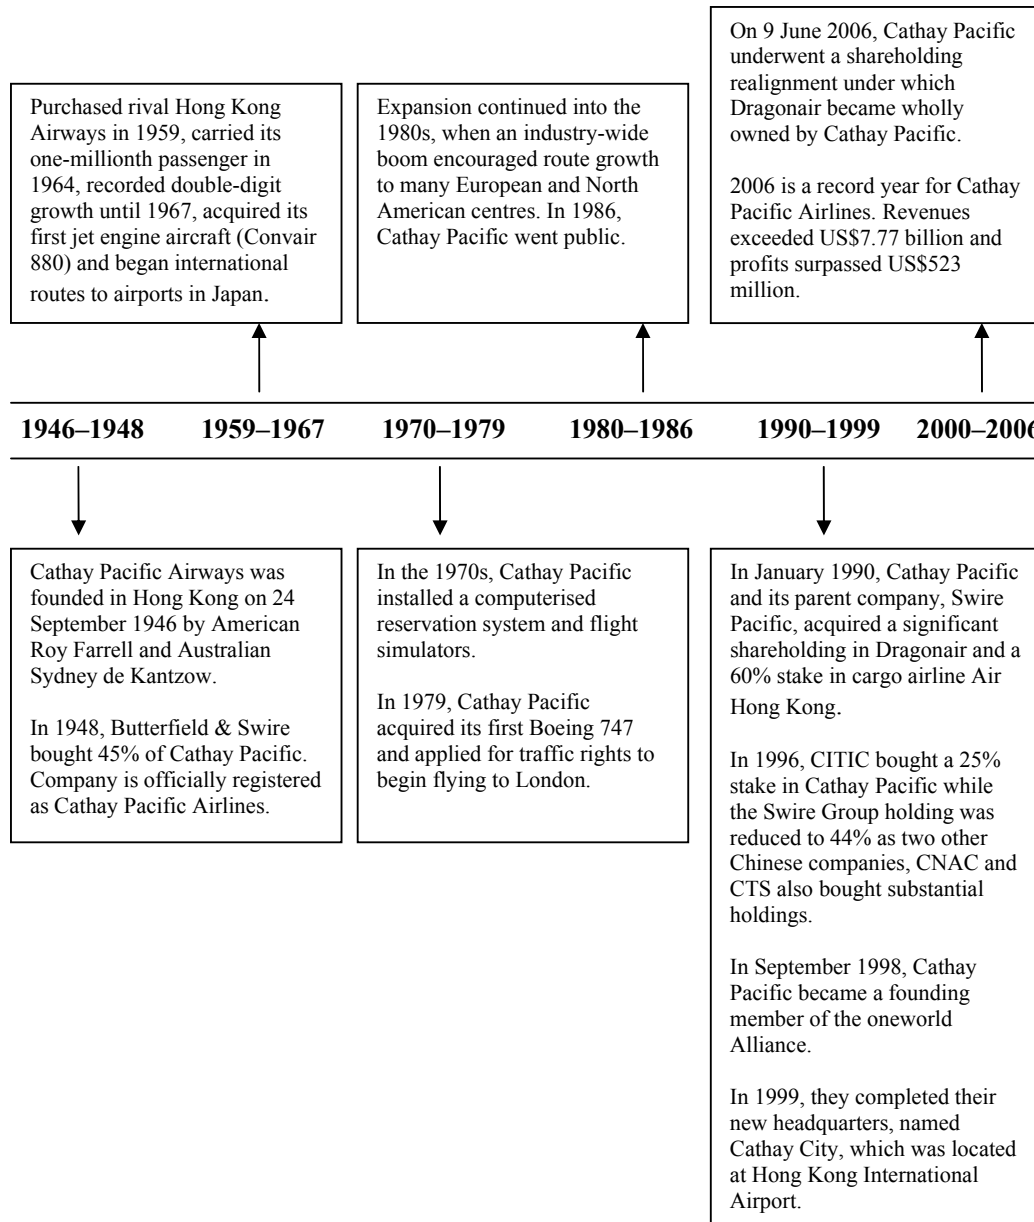 Purchased rival Hong Kong
Airways in 1959, carried its
one-millionth passenger in
1964, recorded double-digit
growth until 1967, acquired its
first jet engine aircraft (Convair
880) and began international
routes to airports in Japan.
Expansion continued into the
1980s, when an industry-wide
boom encouraged route growth
to many European and North
American centres. In 1986,
Cathay Pacific went public.
On 9 June 2006, Cathay Pacific
underwent a shareholding
realignment under which
Dragonair became wholly
owned by Cathay Pacific.
2006 is a record year for Cathay
Pacific Airlines. Revenues
exceeded US$7.77 billion and
profits surpassed US$523
million.
1946–1948 1959–1967 1970–1979 1980–1986 1990–1999 2000–2006
Cathay Pacific Airways was
founded in Hong Kong on 24
September 1946 by American
Roy Farrell and Australian
Sydney de Kantzow.
In 1948, Butterfield & Swire
bought 45% of Cathay Pacific.
Company is officially registered
as Cathay Pacific Airlines.
In the 1970s, Cathay Pacific
installed a computerised
reservation system and flight
simulators.
In 1979, Cathay Pacific
acquired its first Boeing 747
and applied for traffic rights to
begin flying to London.
In January 1990, Cathay Pacific
and its parent company, Swire
Pacific, acquired a significant
shareholding in Dragonair and a
60% stake in cargo airline Air
Hong Kong.
In 1996, CITIC bought a 25%
stake in Cathay Pacific while
the Swire Group holding was
reduced to 44% as two other
Chinese companies, CNAC and
CTS also bought substantial
holdings.
In September 1998, Cathay
Pacific became a founding
member of the oneworld
Alliance.
In 1999, they completed their
new headquarters, named
Cathay City, which was located
at Hong Kong International
Airport.